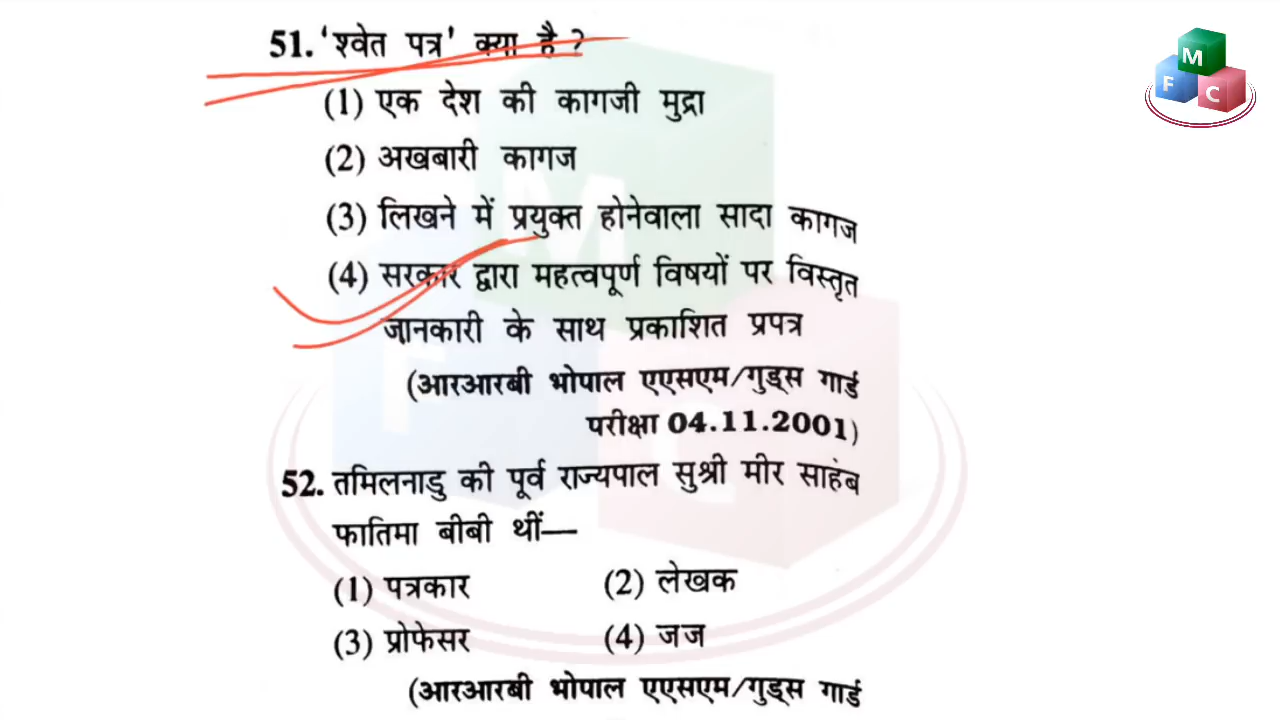 51. 'श्वेत पत्र' क्या है ?
(1) एक देश की कागजी मुद्रा
(2) अखबारी कागज
(3) लिखने में प्रयुक्त होनेवाला सादा कागज
(4) सरकार द्वारा महत्वपूर्ण विषयों पर विस्तृत
जानकारी के साथ प्रकाशित प्रपत्र
(आरआरबी भोपाल एएसएम/गुड्स गार्ड
परीक्षा 04.11.2001)
52. तमिलनाडु की पूर्व राज्यपाल सुश्री मीर साहंब
फातिमा बीबी थीं—
(1) पत्रकार (2) लेखक
(3) प्रोफेसर (4) जज
(आरआरबी भोपाल एएसएम/गुड्स गार्ड
M
F C